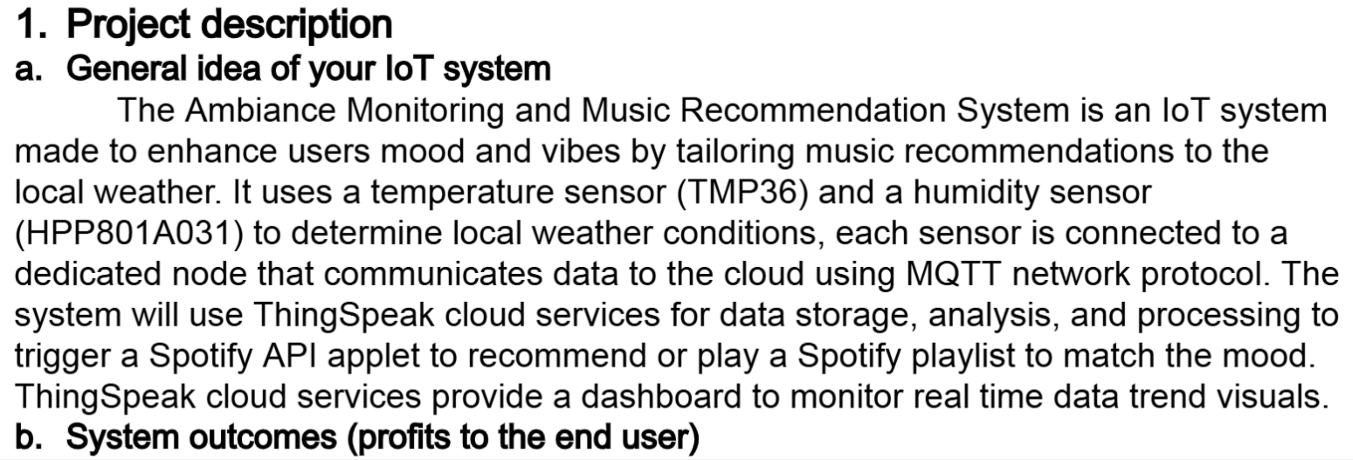 1. Project description
a. General idea of your IoT system
The Ambiance Monitoring and Music Recommendation System is an IoT system
made to enhance users mood and vibes by tailoring music recommendations to the
local weather. It uses a temperature sensor (TMP36) and a humidity sensor
(HPP801A031) to determine local weather conditions, each sensor is connected to a
dedicated node that communicates data to the cloud using MQTT network protocol. The
system will use ThingSpeak cloud services for data storage, analysis, and processing to
trigger a Spotify API applet to recommend or play a Spotify playlist to match the mood.
ThingSpeak cloud services provide a dashboard to monitor real time data trend visuals.
b. System outcomes (profits to the end user)